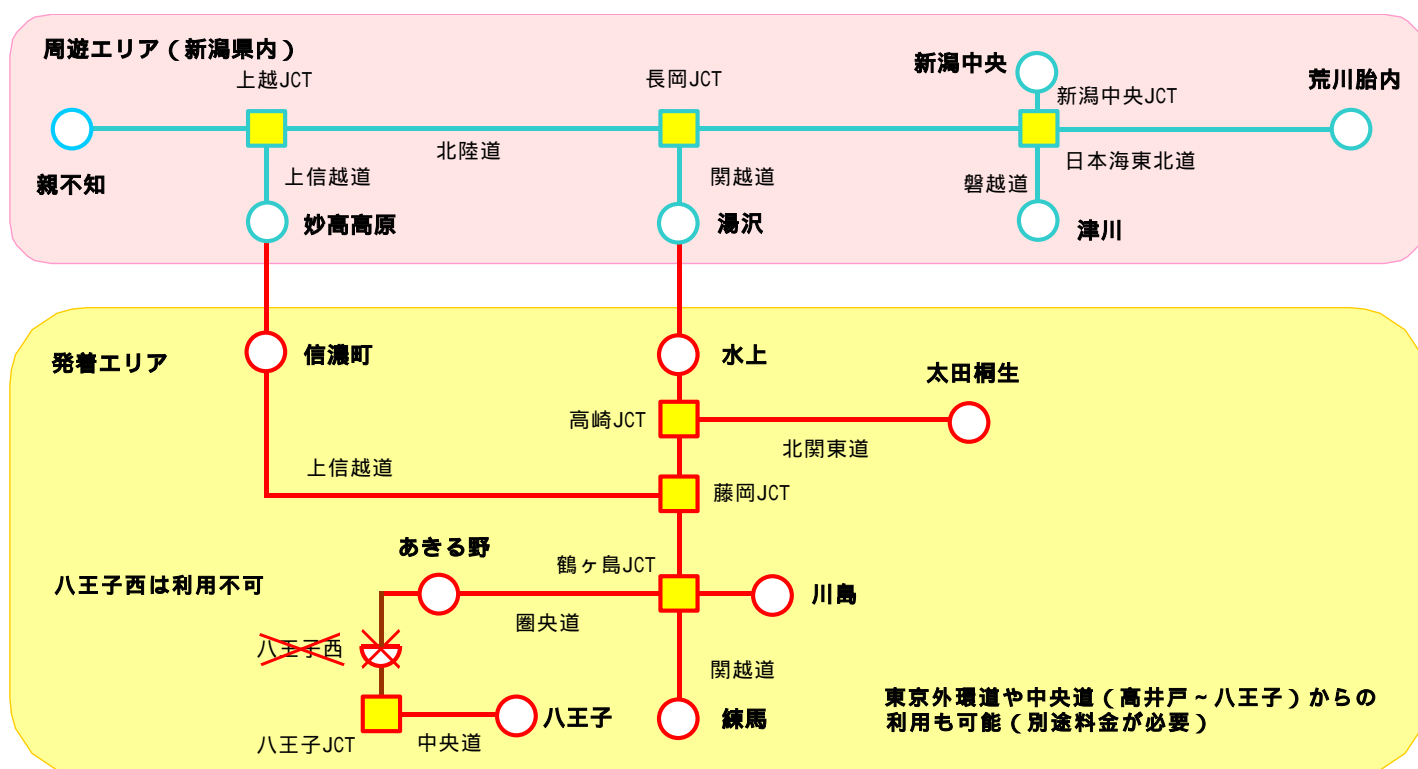 周遊エリア（新潟県内）
上越JCT
長岡JCT
新潟中央
荒川胎内
新潟中央JCT
北陸道
日本海東北道
親不知
上信越道
関越道
磐越道
妙高高原
湯沢
津川
発着エリア
信濃町
水上
太田桐生
高崎JCT
北関東道
上信越道
藤岡JCT
あきる野
鶴ヶ島JCT
八王子西は利用不可
川島
圏央道
八王子西
関越道
東京外環道や中央道（高井戸～八王子）からの
利用も可能（別途料金が必要）
八王子
練馬
八王子JCT
中央道